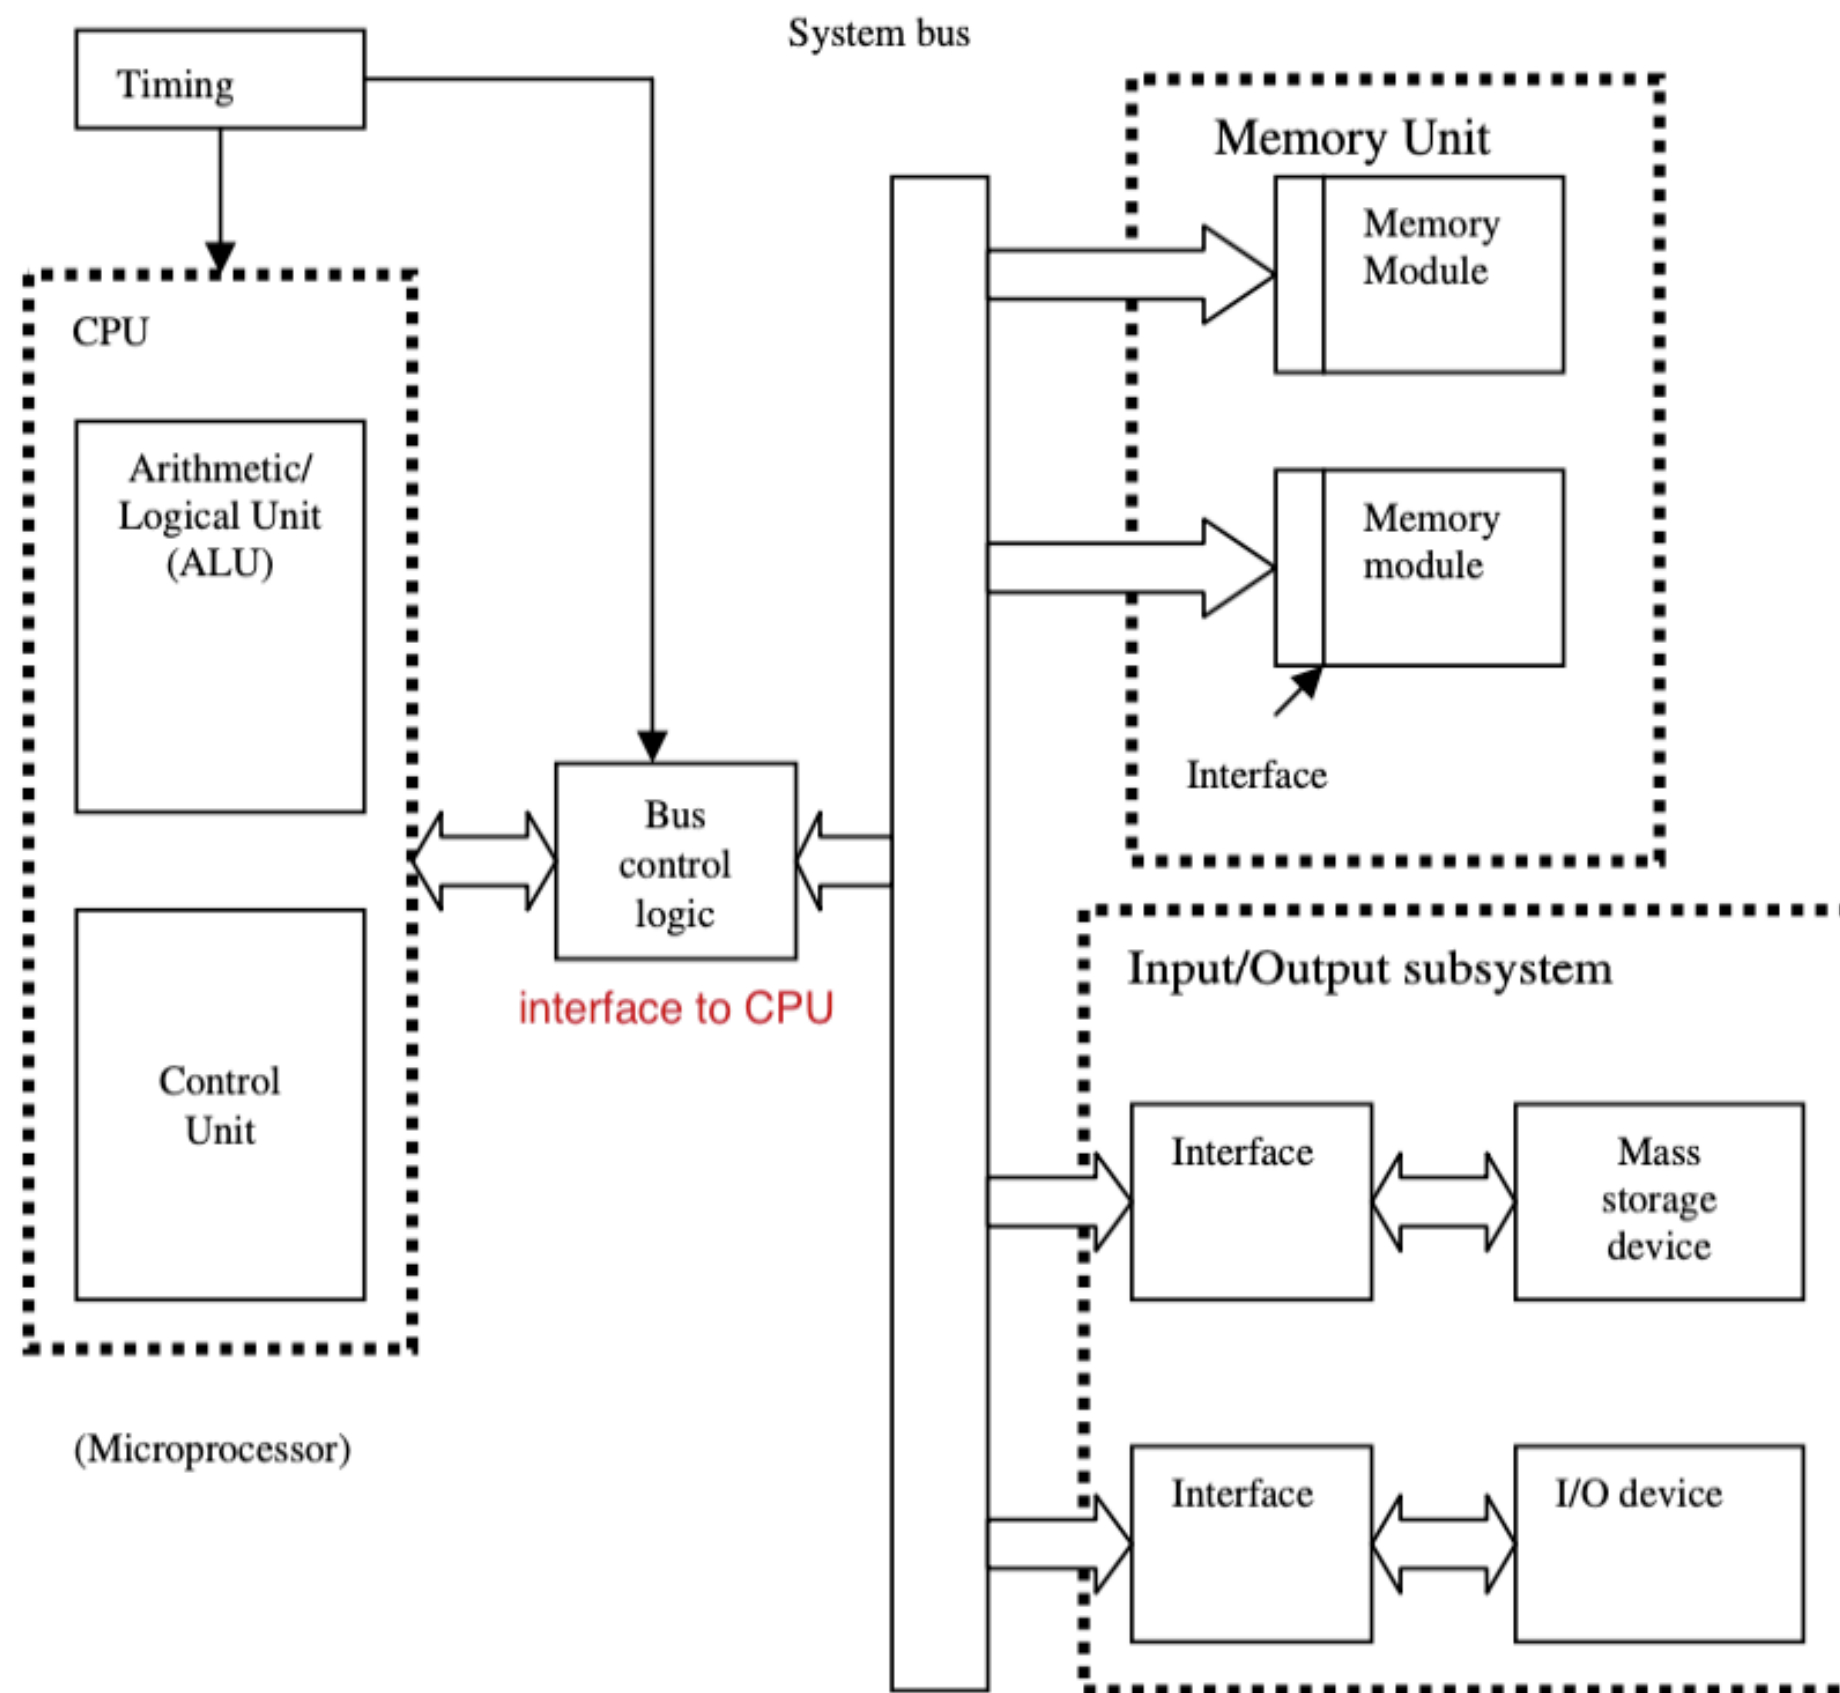 System bus
Timing
Memory Unit
Memory
Module
CPU
Arithmetic/
Logical Unit
(ALU)
Memory
module
Interface
Bus
control
logic
interface to CPU
Control
Unit
(Microprocessor)
Input/Output subsystem
Interface
Mass
storage
device
Interface
I/O device